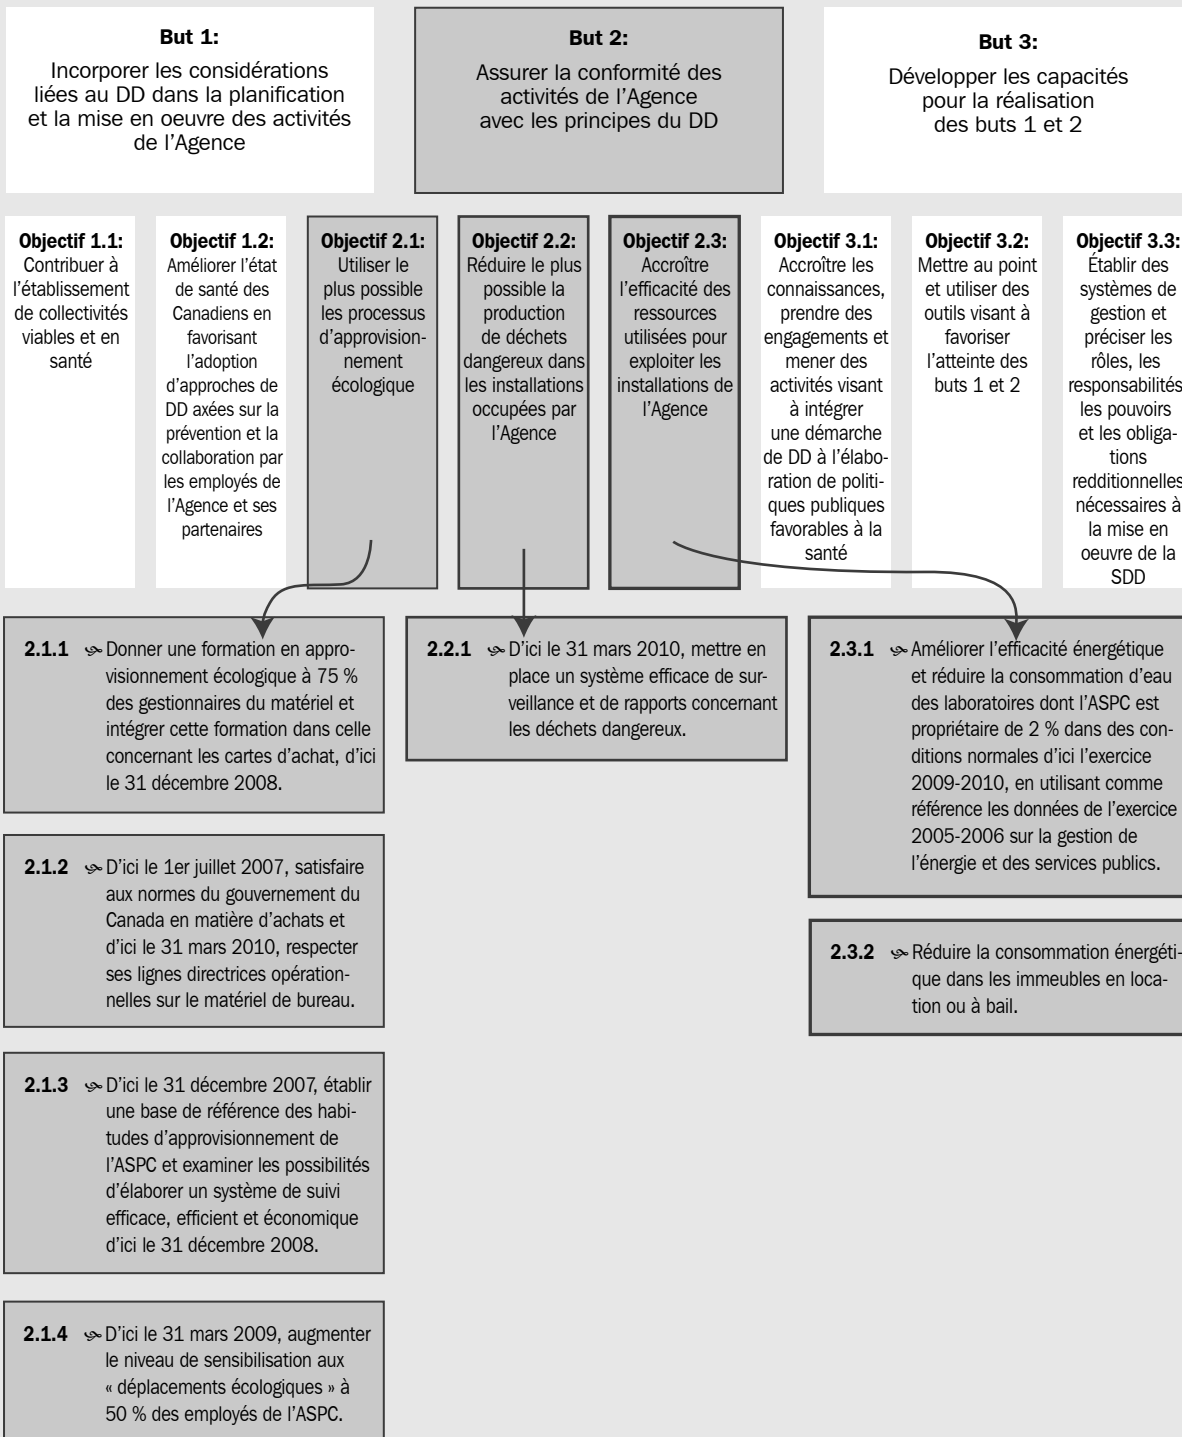 But 1:
Incorporer les considérations
liées au DD dans la planification
et la mise en oeuvre des activités
de l'Agence
But 2:
Assurer la conformité des
activités de l'Agence
avec les principes du DD
But 3:
Développer les capacités
pour la réalisation
des buts 1 et 2
Objectif 1.1:
Contribuer à
l'établissement
de collectivités
viables et en
santé
Objectif 1.2:
Améliorer l'état
de santé des
Canadiens en
favorisant
l'adoption
d'approches de
DD axées sur la
prévention et la
collaboration par
les employés de
l'Agence et ses
partenaires
Objectif 2.1:
Utiliser le
plus possible
les processus
d'approvision-
nement
écologique
Objectif 2.2:
Réduire le plus
possible la
production
de déchets
dangereux dans
les installations
occupées par
l'Agence
Objectif 2.3:
Accroître
l'efficacité des
ressources
utilisées pour
exploiter les
installations de
l'Agence
Objectif 3.1:
Accroître les
connaissances,
prendre des
engagements et
mener des
activités visant
à intégrer
une démarche
de DD à l'élabo-
ration de politi-
ques publiques
favorables à la
santé
Objectif 3.2:
Mettre au point
et utiliser des
outils visant à
favoriser
l'atteinte des
buts 1 et 2
Objectif 3.3:
Établir des
systèmes de
gestion et
préciser les
rôles, les
responsabilités
les pouvoirs
et les obliga-
tions
redditionnelles
nécessaires à
la mise en
oeuvre de la
SDD
2.1.1 Donner une formation en appro-
visionnement écologique à 75 %
des gestionnaires du matériel et
intégrer cette formation dans celle
concernant les cartes d'achat, d'ici
le 31 décembre 2008.
2.1.2 D'ici le 1er juillet 2007, satisfaire
aux normes du gouvernement du
Canada en matière d'achats et
d'ici le 31 mars 2010, respecter
ses lignes directrices opération-
nelles sur le matériel de bureau.
2.1.3 D'ici le 31 décembre 2007, établir
une base de référence des habi-
tudes d'approvisionnement de
l'ASPC et examiner les possibilités
d'élaborer un système de suivi
efficace, efficient et économique
d'ici le 31 décembre 2008.
2.1.4 D'ici le 31 mars 2009, augmenter
le niveau de sensibilisation aux
« déplacements écologiques » à
50 % des employés de l'ASPC.
2.2.1 D'ici le 31 mars 2010, mettre en
place un système efficace de sur-
veillance et de rapports concernant
les déchets dangereux.
2.3.1 Améliorer l'efficacité énergétique
et réduire la consommation d'eau
des laboratoires dont l'ASPC est
propriétaire de 2 % dans des con-
ditions normales d'ici l'exercice
2009-2010, en utilisant comme
référence les données de l'exercice
2005-2006 sur la gestion de
l'énergie et des services publics.
2.3.2 Réduire la consommation énergéti-
que dans les immeubles en loca-
tion ou à bail.